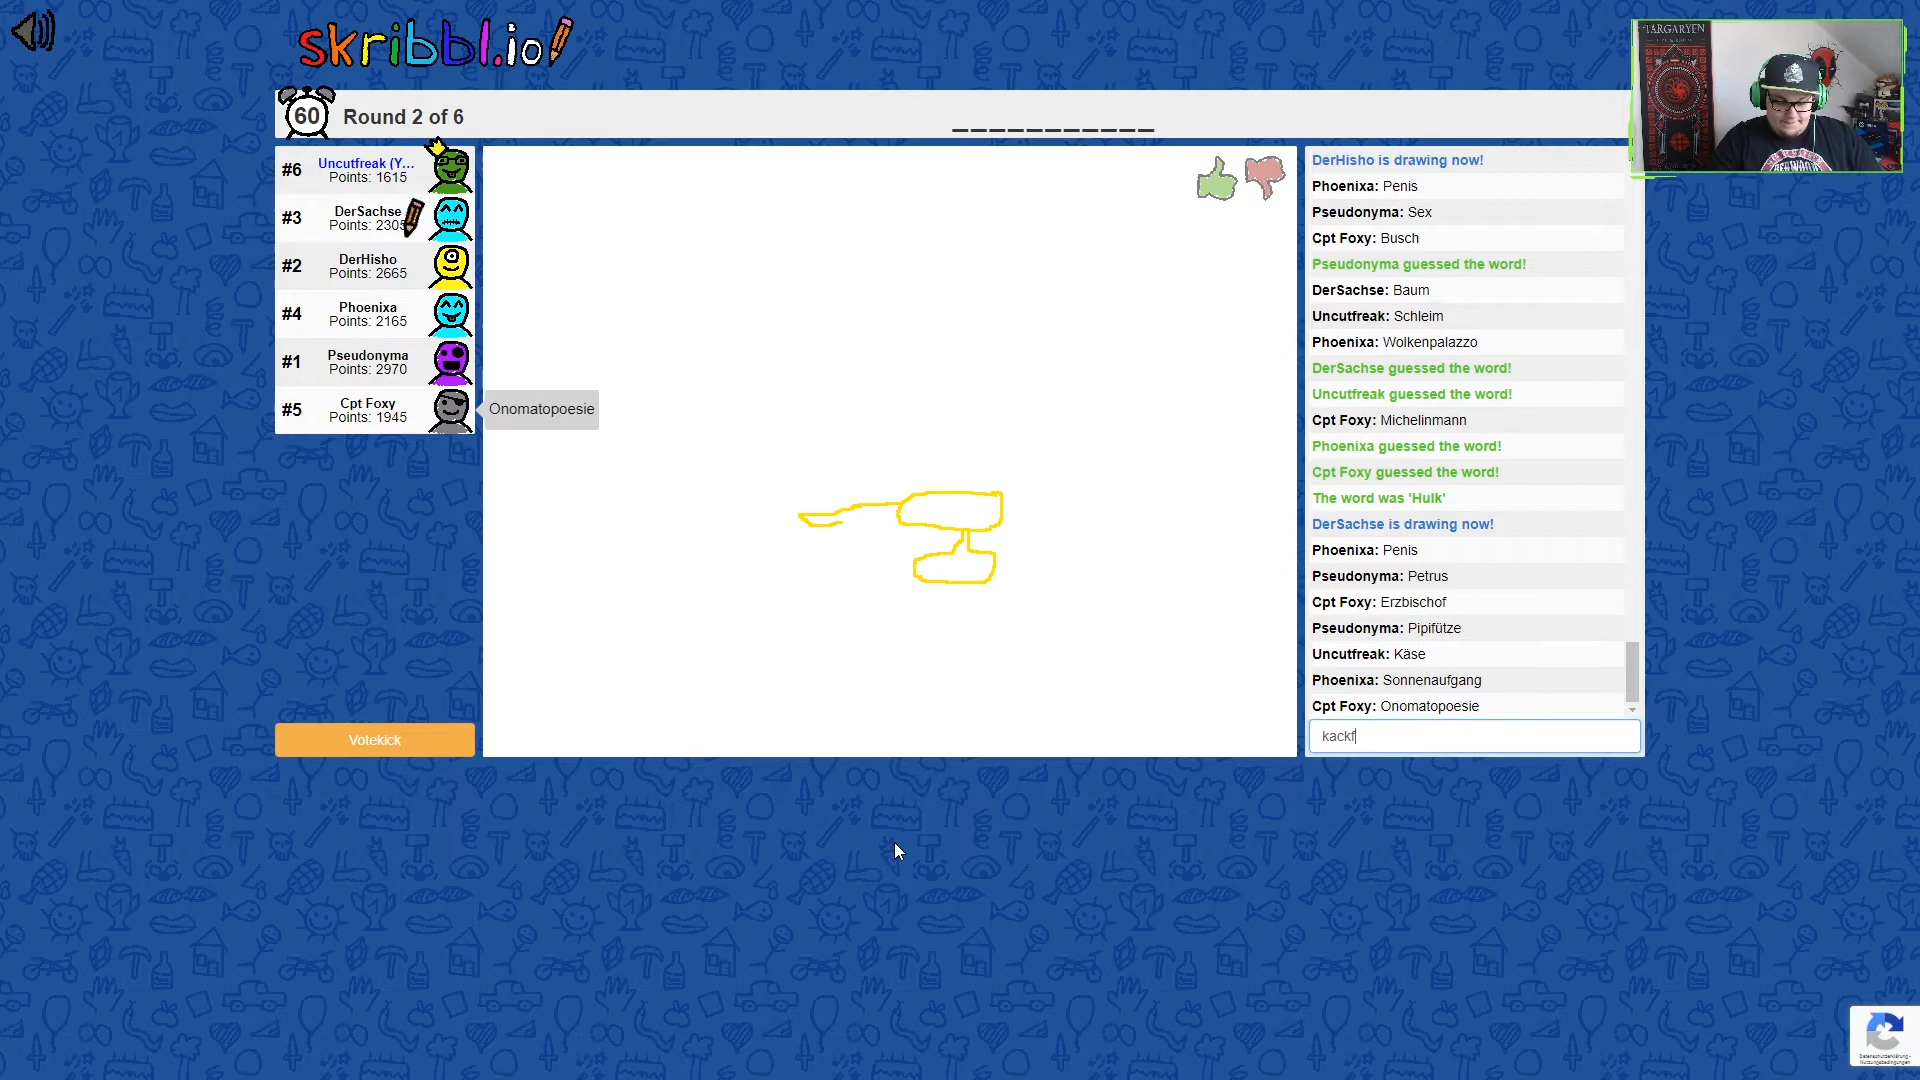 skribbl.io
60
Round 2 of 6
___________
#6
Uncutfreak (Y...
Points: 1615
#3
DerSachse
Points: 2305
#2
DerHisho
Points: 2665
#4
Phoenixa
Points: 2165
#1
Pseudonyma
Points: 2970
#5
Cpt Foxy
Points: 1945
Onomatopoesie
Votekick
DerHisho is drawing now!
Phoenixa: Penis
Pseudonyma: Sex
Cpt Foxy: Busch
Pseudonyma guessed the word!
DerSachse: Baum
Uncutfreak: Schleim
Phoenixa: Wolkenpalazzo
DerSachse guessed the word!
Uncutfreak guessed the word!
Cpt Foxy: Michelinmann
Phoenixa guessed the word!
Cpt Foxy guessed the word!
The word was 'Hulk'
DerSachse is drawing now!
Phoenixa: Penis
Pseudonyma: Petrus
Cpt Foxy: Erzbischof
Pseudonyma: Pipifütze
Uncutfreak: Käse
Phoenixa: Sonnenaufgang
Cpt Foxy: Onomatopoesie
kackf
TARGARYEN
Datenschutzerklärung -
Nutzungsbedingungen